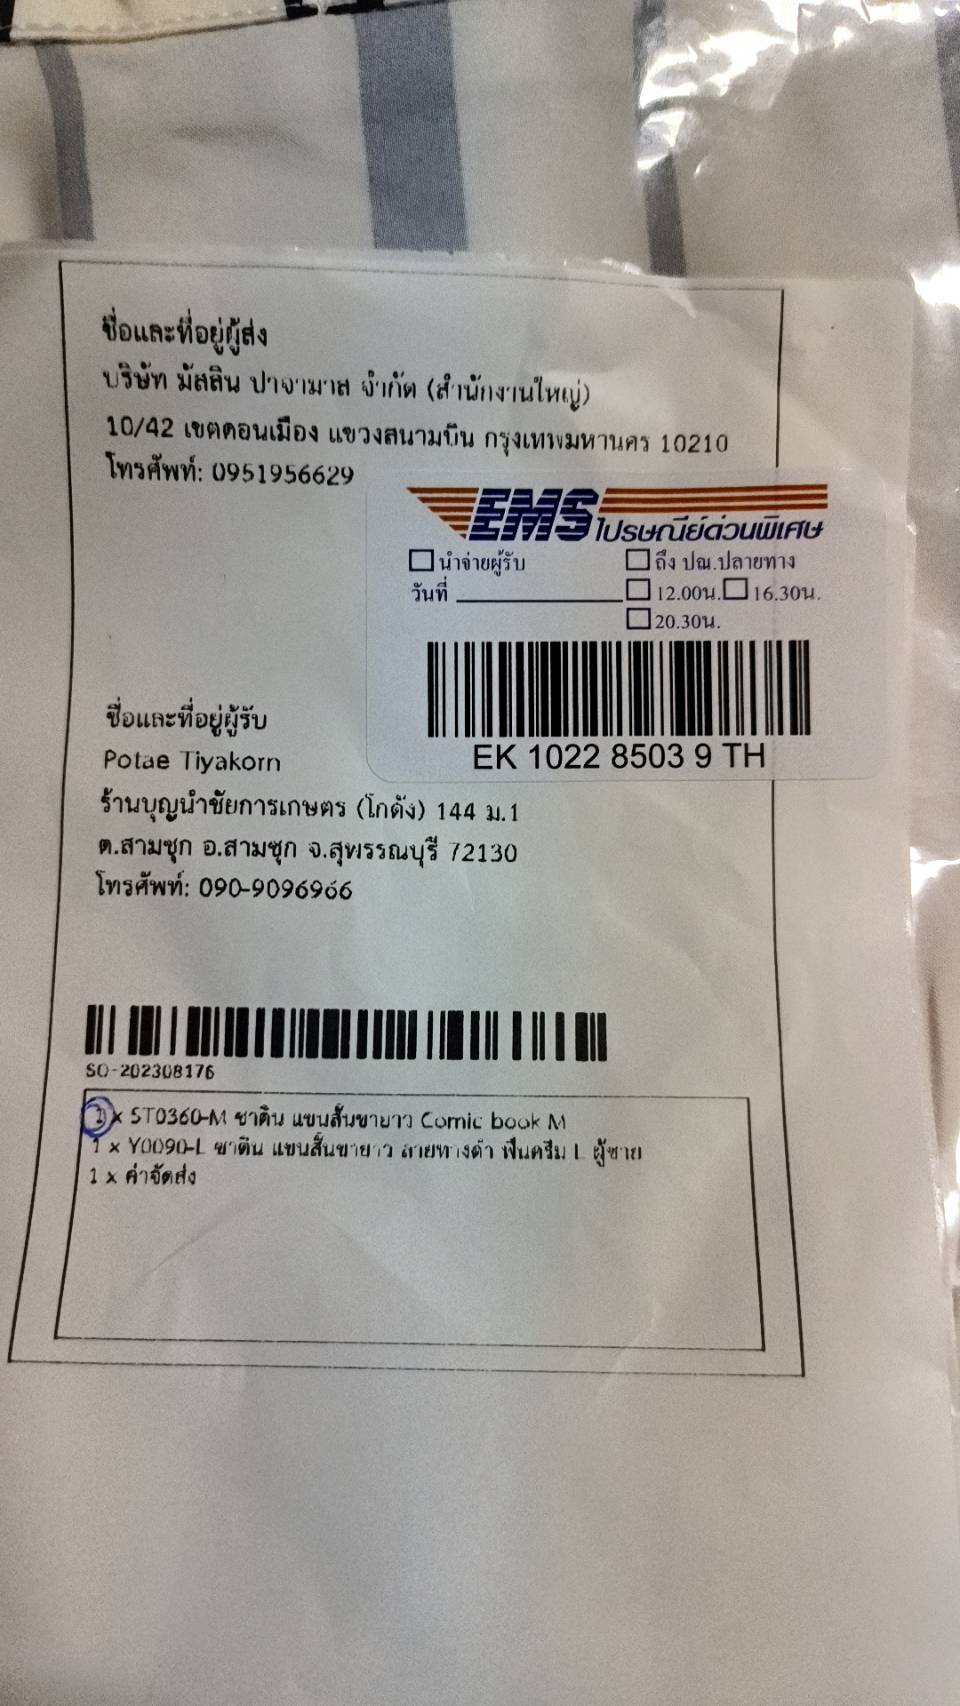 ชื่อและที่อยู่ผู้ส่ง
บริษัท มัสลิน ปาจามาส จำกัด (สำนักงานใหญ่)
10/42 เขตดอนเมือง แขวงสนามบิน กรุงเทพมหานคร 10210
โทรศัพท์: 0951956629
EMS ไปรษณีย์ด่วนพิเศษ
นำจ่ายผู้รับ ถึง ปณ.ปลายทาง
วันที่ 12.00น. 16.30น.
20.30น.
EK 1022 8503 9 TH
ชื่อและที่อยู่ผู้รับ
Potae Tiyakorn
ร้านบุญนำชัยการเกษตร (โกดัง) 144 ม.1
ต.สามชุก อ.สามชุก จ.สุพรรณบุรี 72130
โทรศัพท์: 090-9096966
SO-202308176
1 x ST0360-M ซาติน แขนสั้นขายาว Comic book M
1 x Y0090-L ซาติน แขนสั้นขายาว ลายทางดำ พื้นครีม L ผู้ชาย
1 x ค่าจัดส่ง